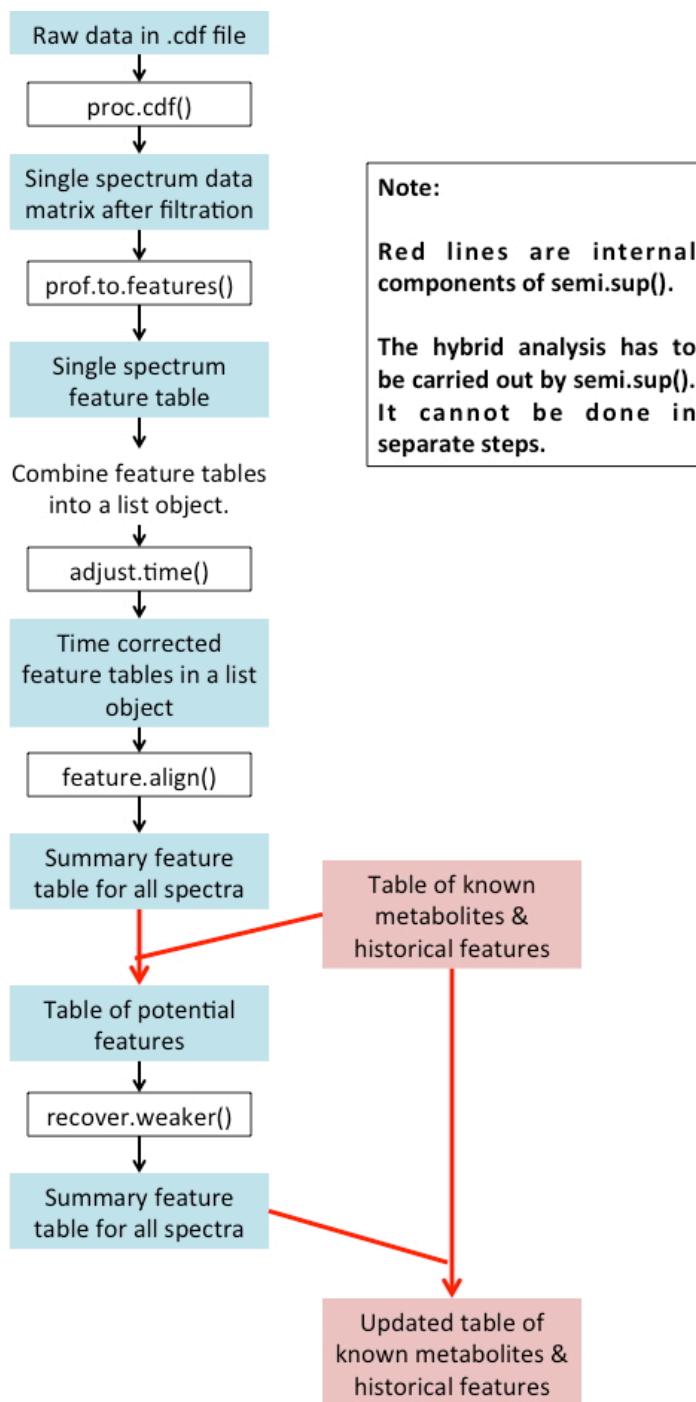 Raw data in .cdf file
proc.cdf()
Single spectrum data
matrix after filtration
prof.to.features()
Single spectrum
feature table
Combine feature tables
into a list object.
adjust.time()
Time corrected
feature tables in a list
object
feature.align()
Summary feature
table for all spectra
Table of potential
features
recover.weaker()
Summary feature
table for all spectra
Note:
Red lines are internal
components of semi.sup().
The hybrid analysis has to
be carried out by semi.sup().
It cannot be done in
separate steps.
Table of known
metabolites &
historical features
Updated table of
known metabolites &
historical features